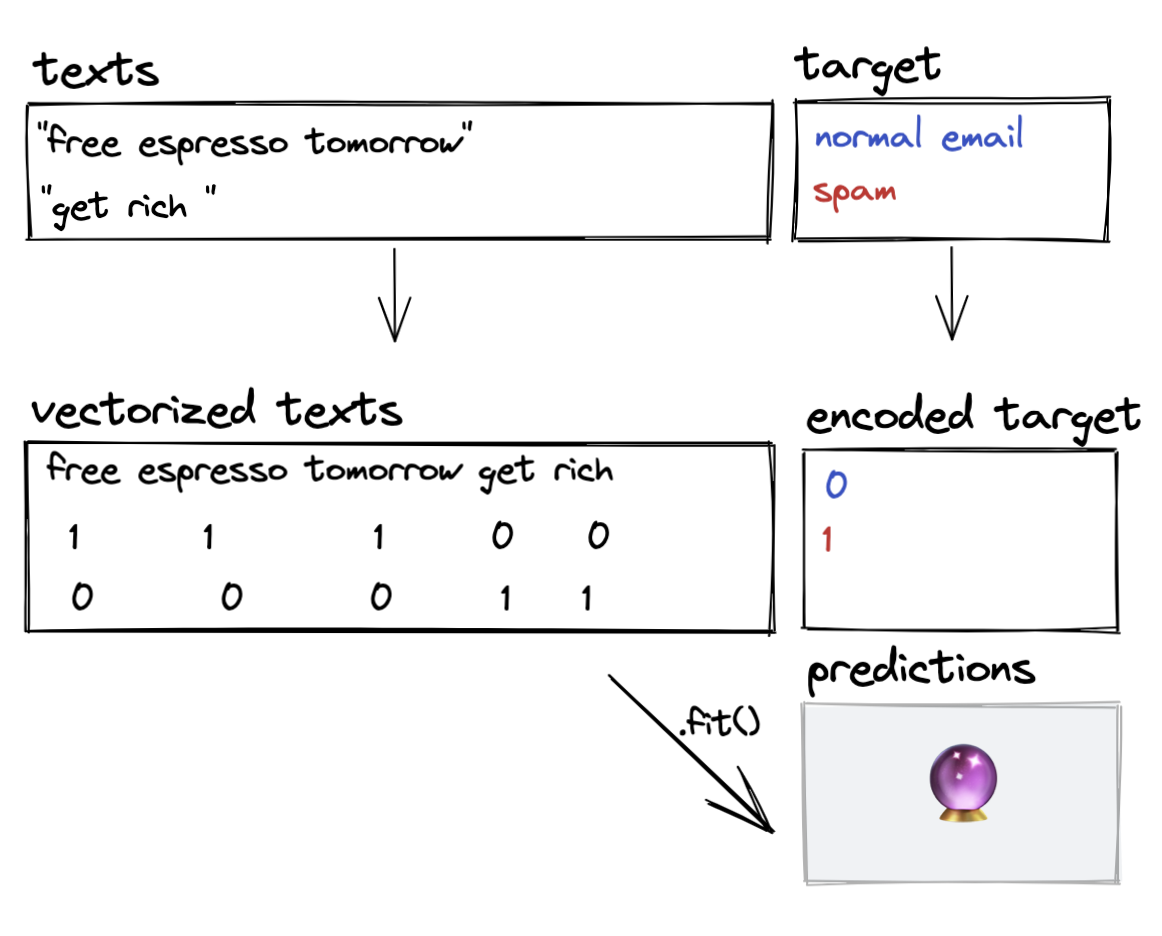 texts
target
"free espresso tomorrow"
normal email
"get rich "
spam
vectorized texts
encoded target
free espresso tomorrow get rich
0
1 1 1 0 0
1
0 0 0 1 1
predictions
.fit()